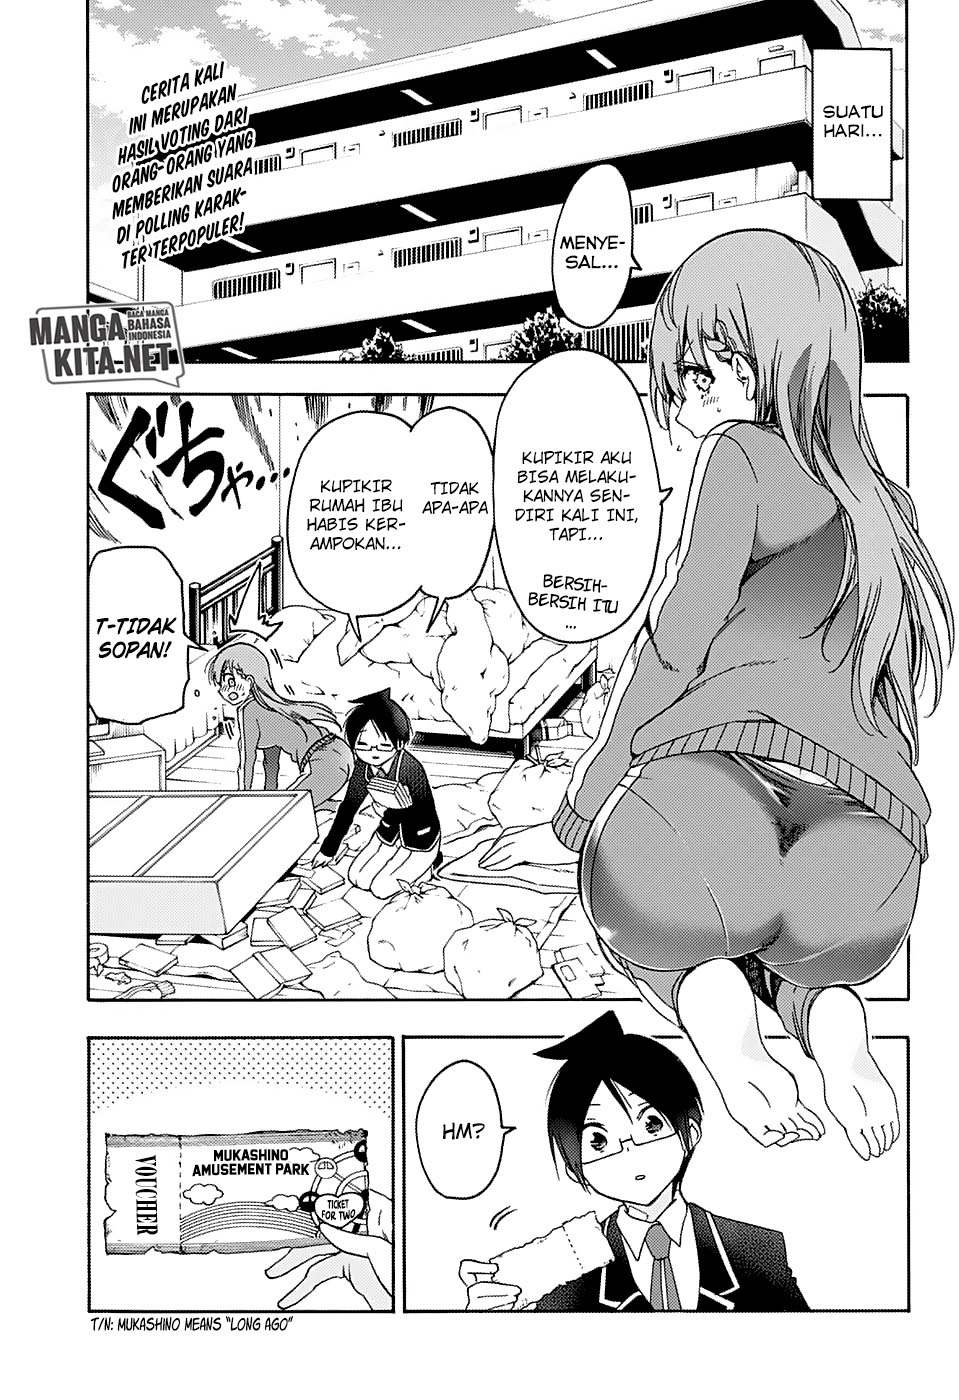 SUATU
HARI...
CERITA KALI
INI MERUPAKAN
HASIL VOTING DARI
ORANG-ORANG YANG
MEMBERIKAN SUARA
DI POLLING KARAK-
TER TERPOPULER!
MENYE-
SAL...
MANGA
KITA.NET
BACA MANGA
BAHASA
INDONESIA
KUPIKIR AKU
BISA MELAKU-
KANNYA SEN-
DIRI KALI INI,
TAPI...
BERSIH-
BERSIH ITU
...
TIDAK
APA-APA
KUPIKIR
RUMAH IBU
HABIS KER-
AMPOKAN...
ぐちゃ...
T-TIDAK
SOPAN!
HM?
MUKASHINO
AMUSEMENT PARK
VOUCHER
TICKET
FOR TWO
T/N: MUKASHINO MEANS "LONG AGO"